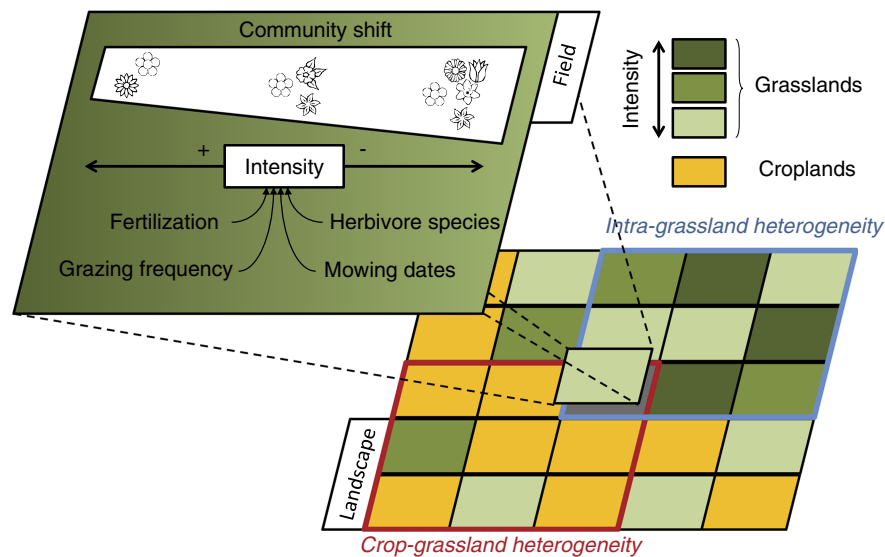 Community shift
Field
+
-
Intensity
Fertilization
Herbivore species
Grazing frequency
Mowing dates
Intensity
Grasslands
Croplands
Intra-grassland heterogeneity
Landscape
Crop-grassland heterogeneity